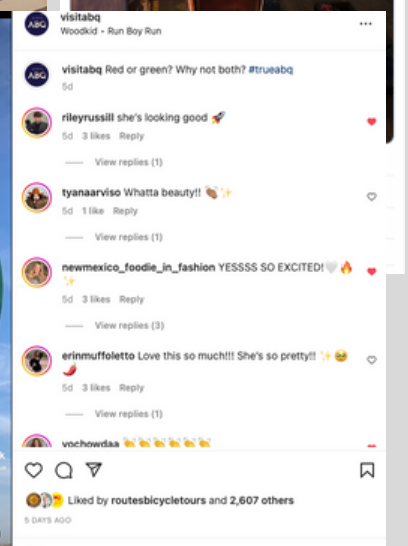 visitabq
Woodkid • Run Boy Run
ABQ
visitabq Red or green? Why not both? #trueabq
5d
rileyrussill she's looking good 🚀
5d 3 likes Reply
View replies (1)
tyanaarviso Whatta beauty!! 👏🏽✨
5d 1 like Reply
View replies (1)
newmexico_foodie_in_fashion YESSSS SO EXCITED!🤍🔥
✨
5d 3 likes Reply
View replies (3)
erinmuffoletto Love this so much!!! She's so pretty!! ✨🥹
🌶️
5d 3 likes Reply
View replies (1)
yochowdaa 👏👏👏👏👏👏
Liked by routesbicycletours and 2,607 others
5 DAYS AGO